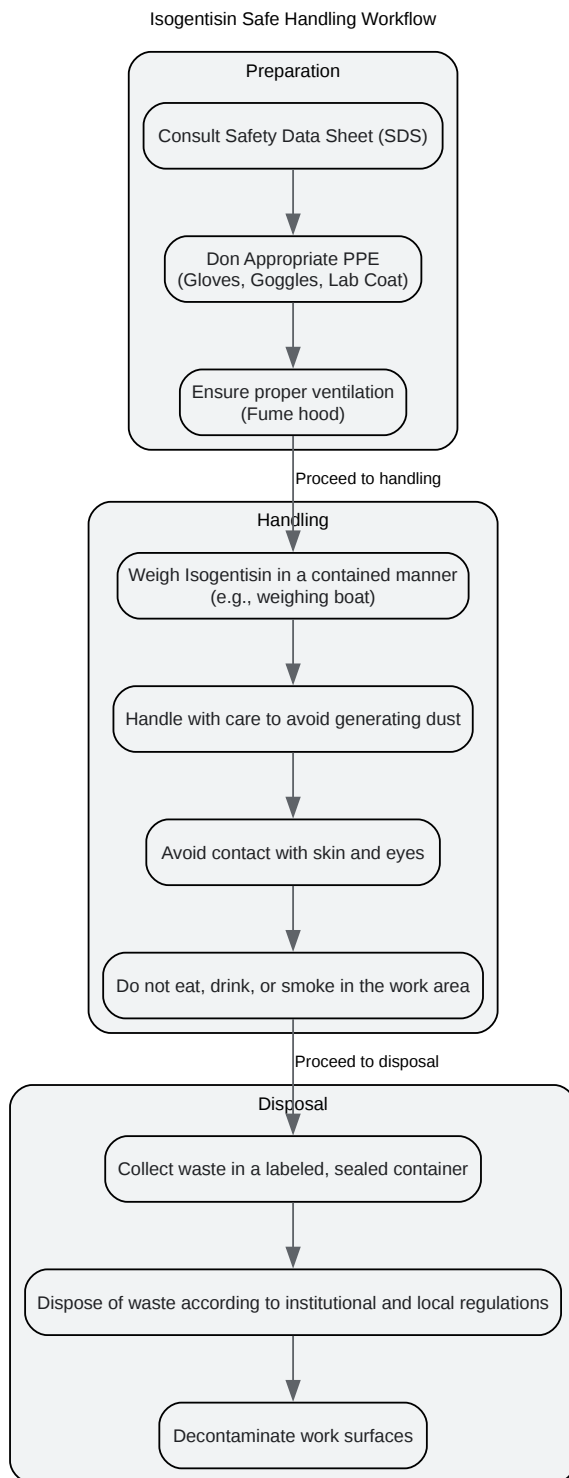 Isogentisin Safe Handling Workflow
Preparation
Consult Safety Data Sheet (SDS)
Don Appropriate PPE
(Gloves, Goggles, Lab Coat)
Ensure proper ventilation
(Fume hood)
Proceed to handling
Handling
Weigh Isogentisin in a contained manner
(e.g., weighing boat)
Handle with care to avoid generating dust
Avoid contact with skin and eyes
Do not eat, drink, or smoke in the work area
Proceed to disposal
Disposal
Collect waste in a labeled, sealed container
Dispose of waste according to institutional and local regulations
Decontaminate work surfaces